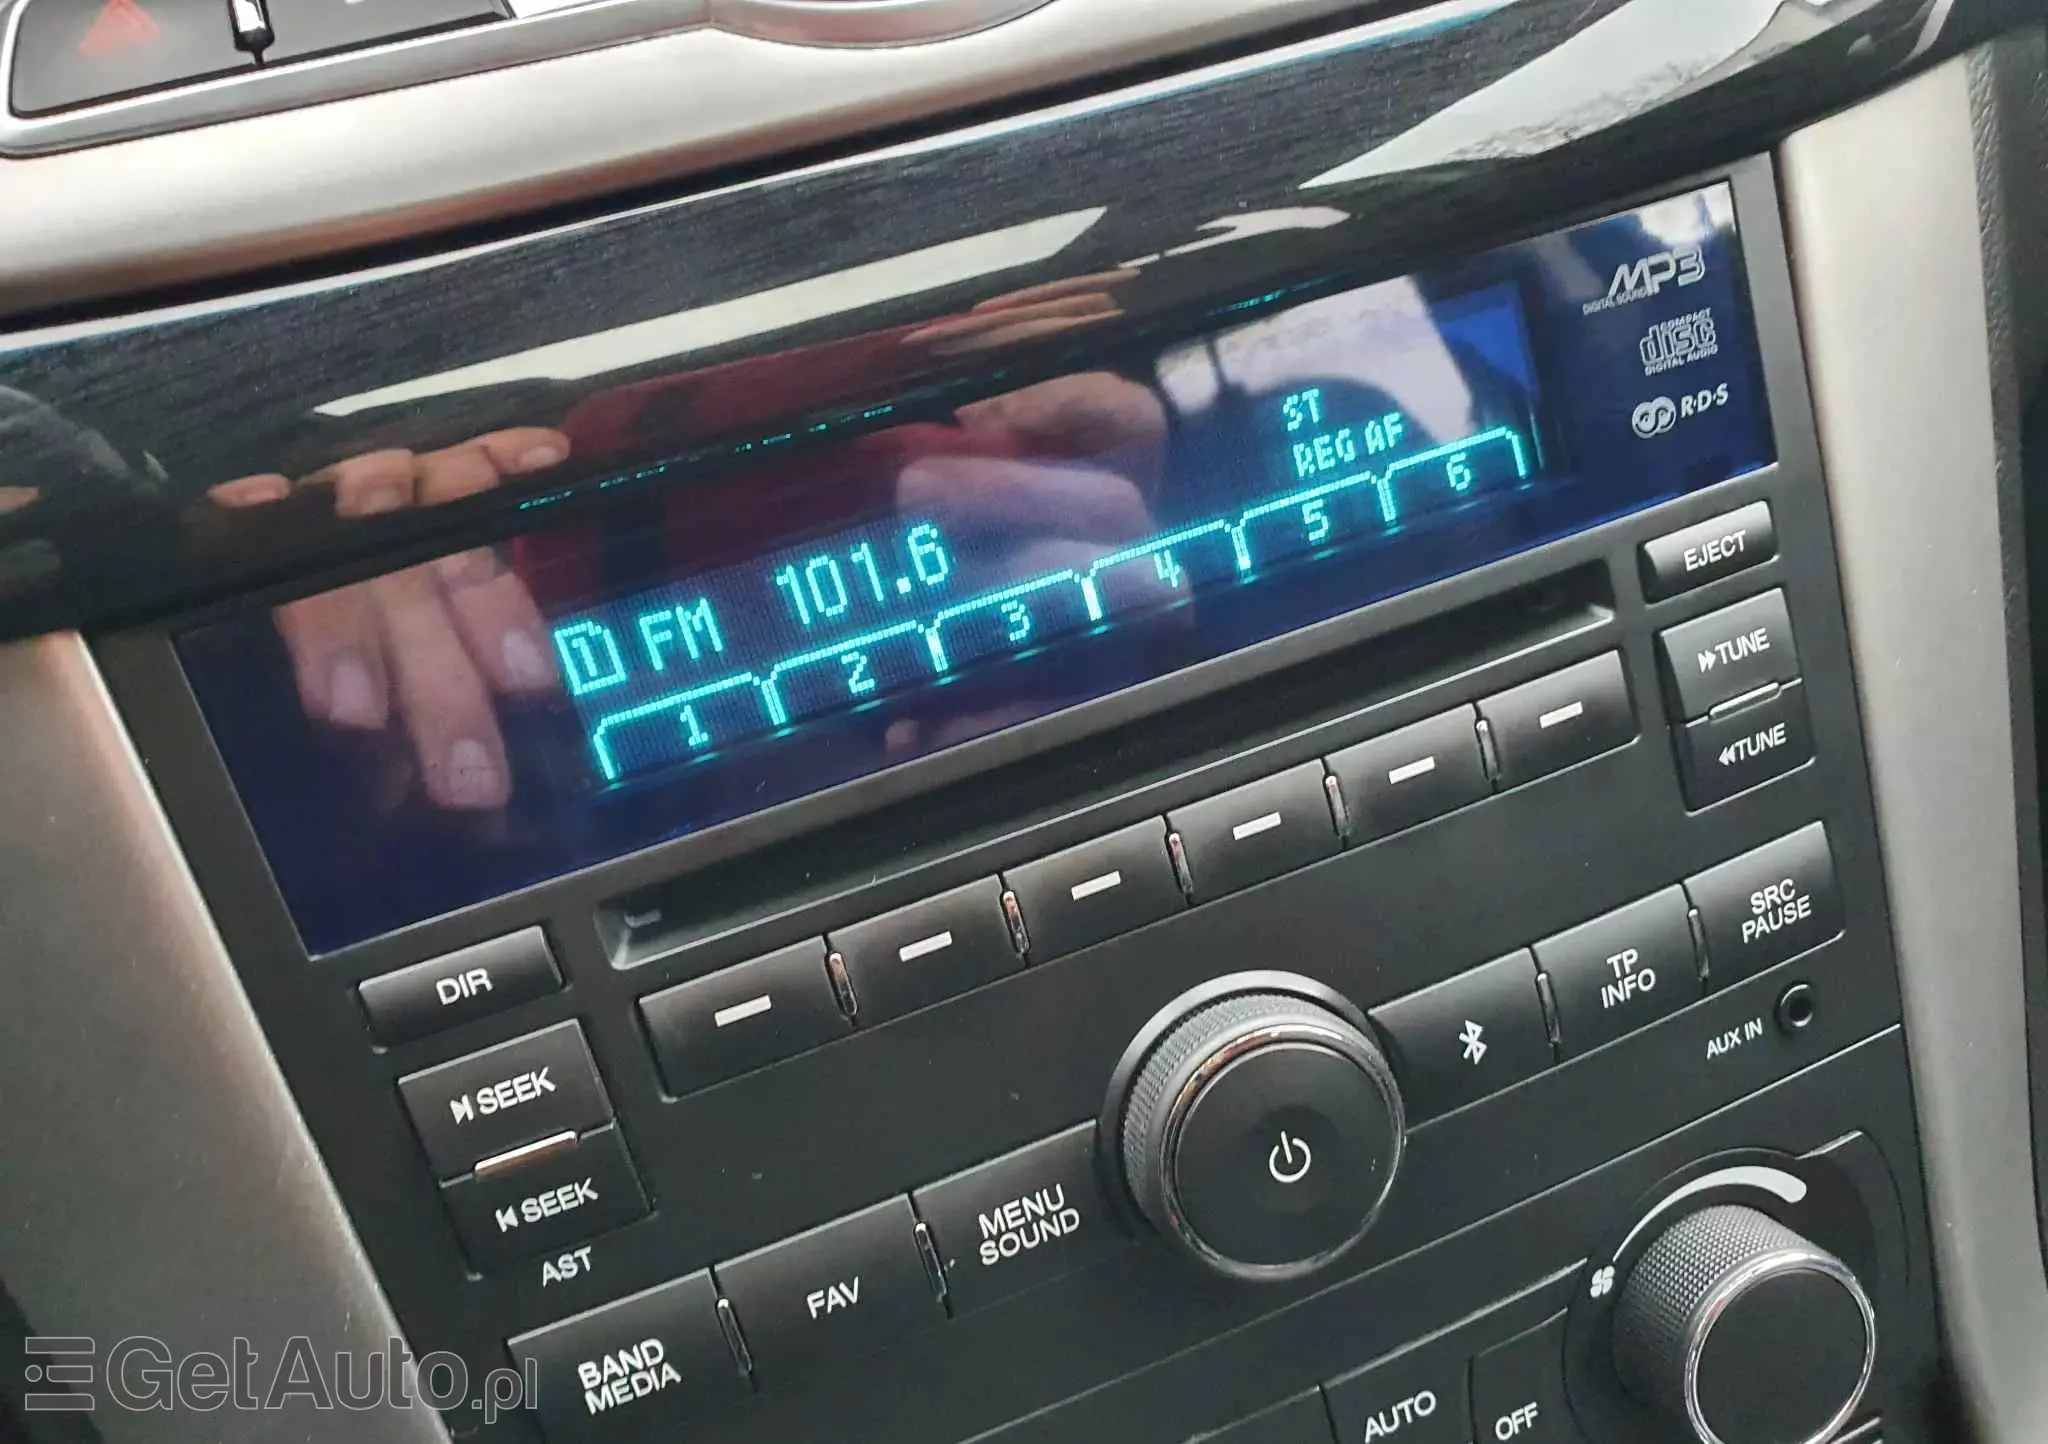 MP3
DIGITAL SOUND
COMPACT
disc
DIGITAL AUDIO
R·D·S
ST
REG AF
1 FM 101.6
1 2 3 4 5 6
EJECT
TUNE
TUNE
DIR
SEEK
SEEK
AST
SRC
PAUSE
TP
INFO
AUX IN
MENU
SOUND
FAV
BAND
MEDIA
AUTO
OFF
GetAuto.pl